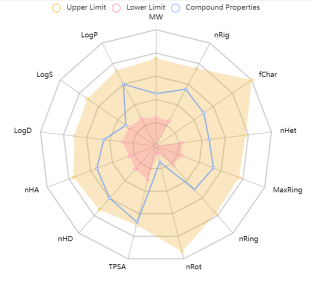 Upper Limit Lower Limit Compound Properties
MW
LogP nRig
LogS fChar
LogD nHet
nHA MaxRing
nHD nRing
TPSA nRot